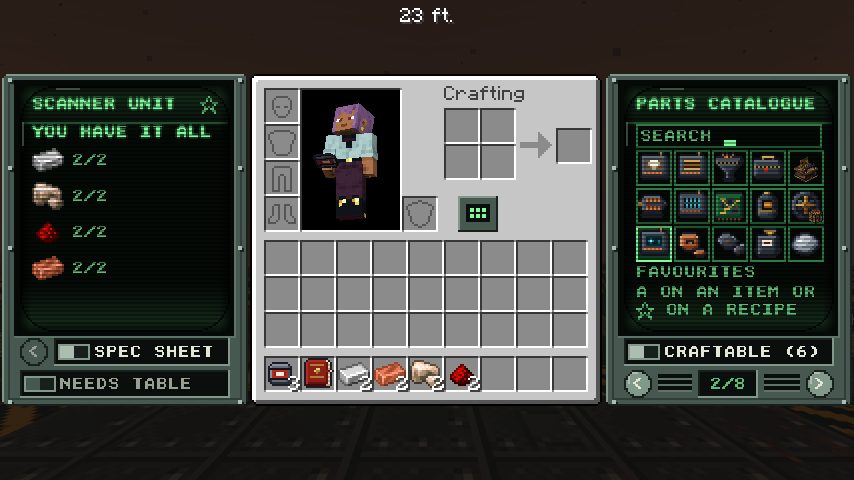 23 ft.
SCANNER UNIT
YOU HAVE IT ALL
2/2
2/2
2/2
2/2
SPEC SHEET
NEEDS TABLE
Crafting
3
2
2
2
2
PARTS CATALOGUE
SEARCH
FAVOURITES
A ON AN ITEM OR
ON A RECIPE
CRAFTABLE (6)
2/8